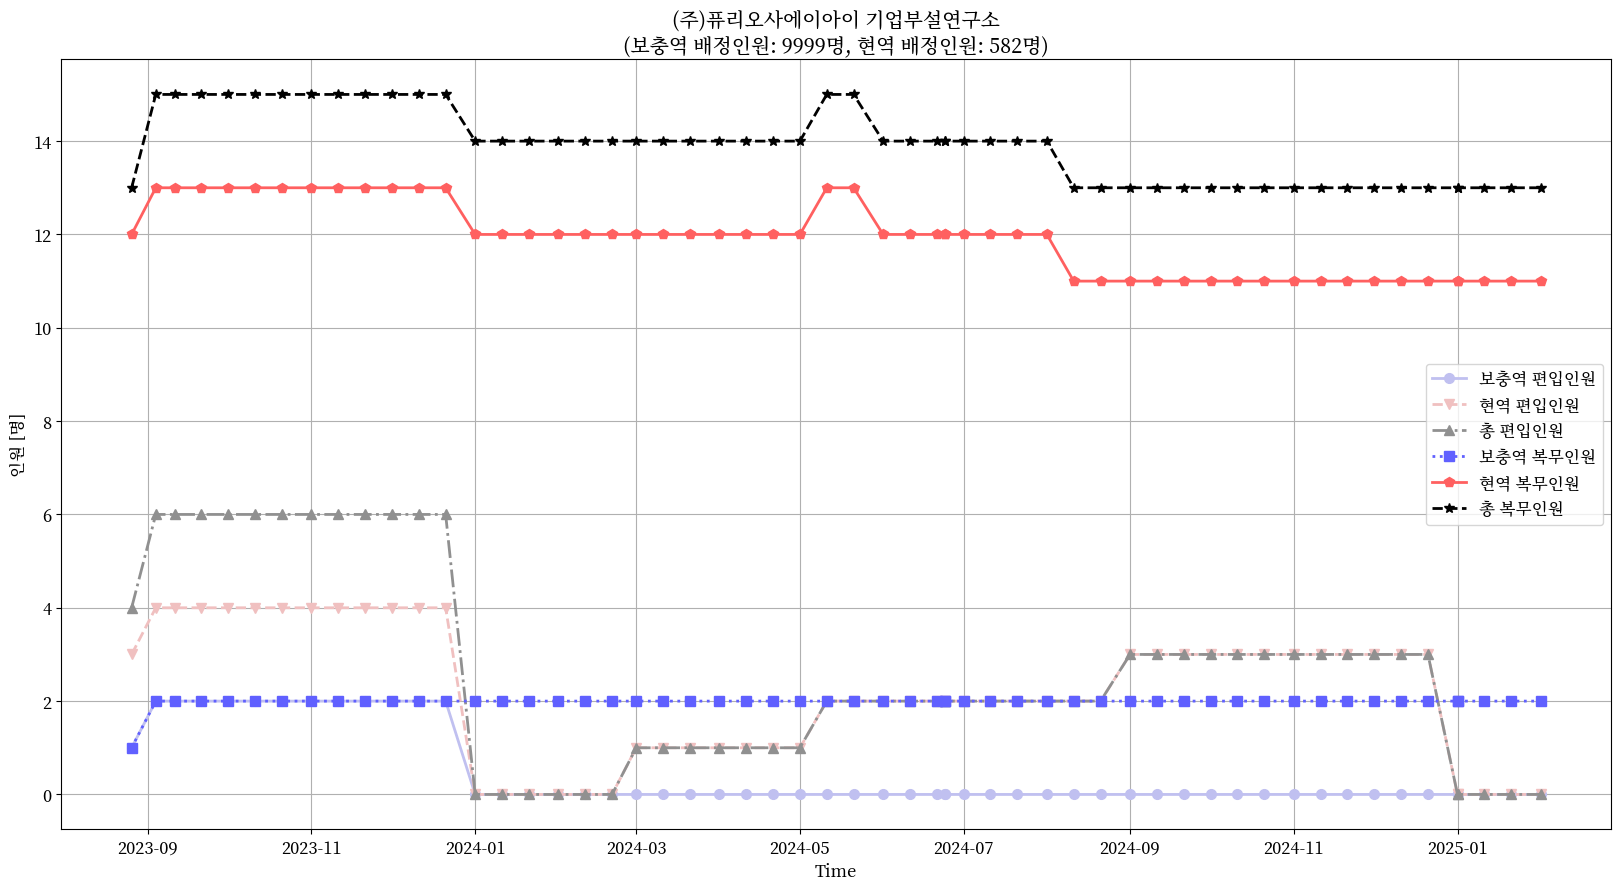 (주)퓨리오사에이아이 기업부설연구소
(보충역 배정인원: 9999명, 현역 배정인원: 582명)
인원 [명]
14
12
10
8
6
4
2
0
보충역 편입인원
현역 편입인원
총 편입인원
보충역 복무인원
현역 복무인원
총 복무인원
2023-09
2023-11
2024-01
2024-03
2024-05
2024-07
2024-09
2024-11
2025-01
Time